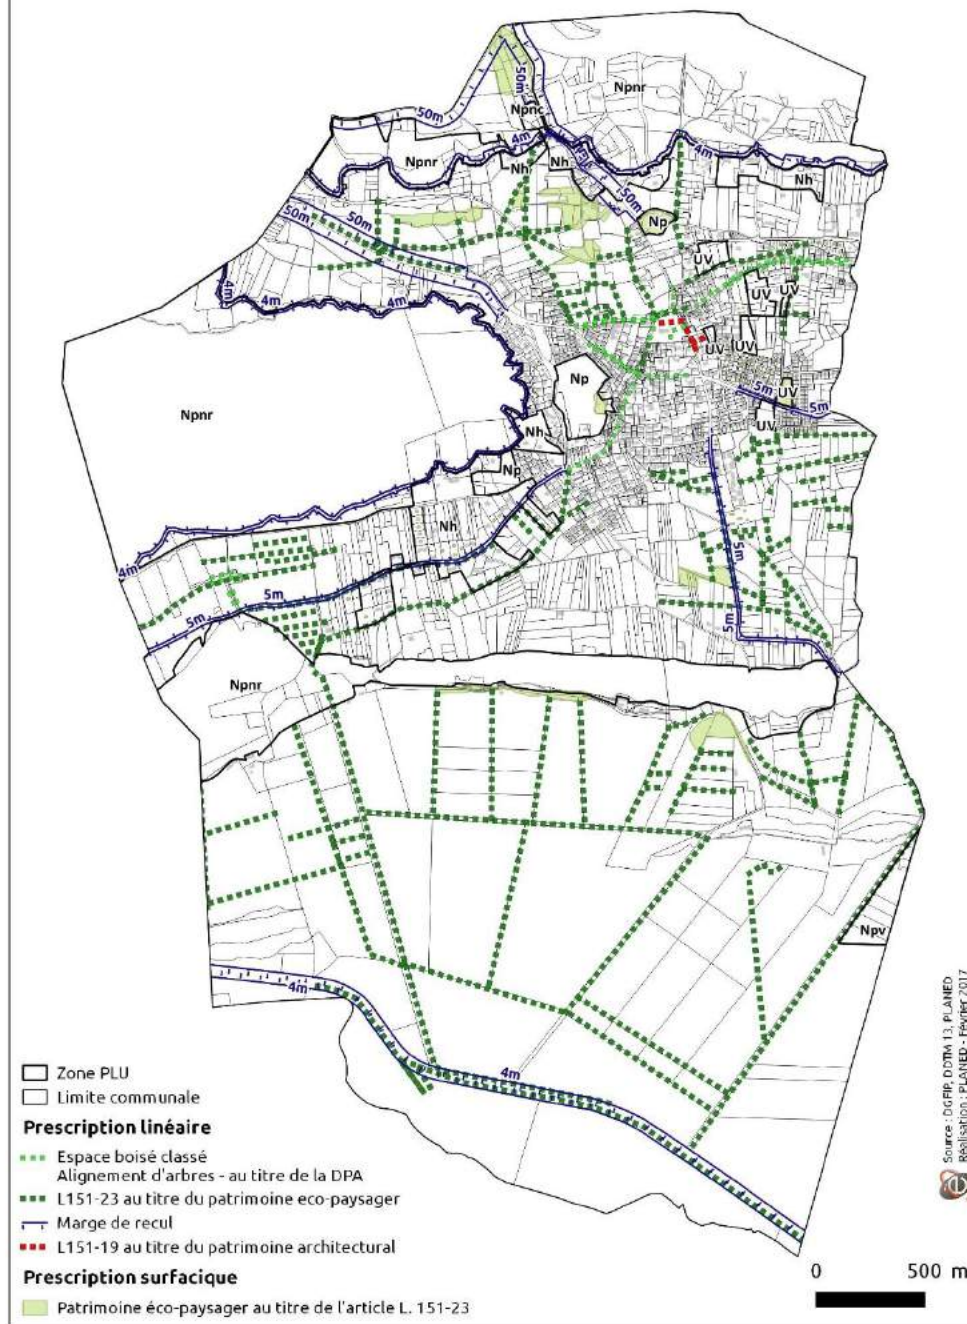 50m
Npnr
50m
Npnc
4m
Npnr
Nh
Nh
4m
Nh
50m
50m
50m
Np
UV
4m
4m
4m
UV
UV
UV
UV
Np
5m
UV
5m
Npnr
UV
Nh
Np
Nh
5m
4m
5m
5m
5m
Npnr
Npv
4m
4m
Zone PLU
Limite communale
Prescription linéaire
Espace boisé classé
Alignement d'arbres - au titre de la DPA
L151-23 au titre du patrimoine eco-paysager
Marge de recul
L151-19 au titre du patrimoine architectural
Prescription surfacique
Patrimoine éco-paysager au titre de l'article L. 151-23
0 500 m
Source : DGFIP, DDTM 13, PLANED
Réalisation : PLANED - Février 2017